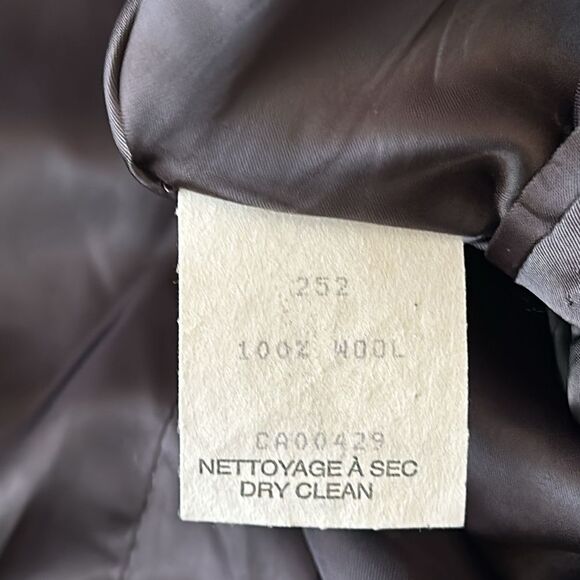 252
100% WOOL
CA00429
NETTOYAGE À SEC
DRY CLEAN